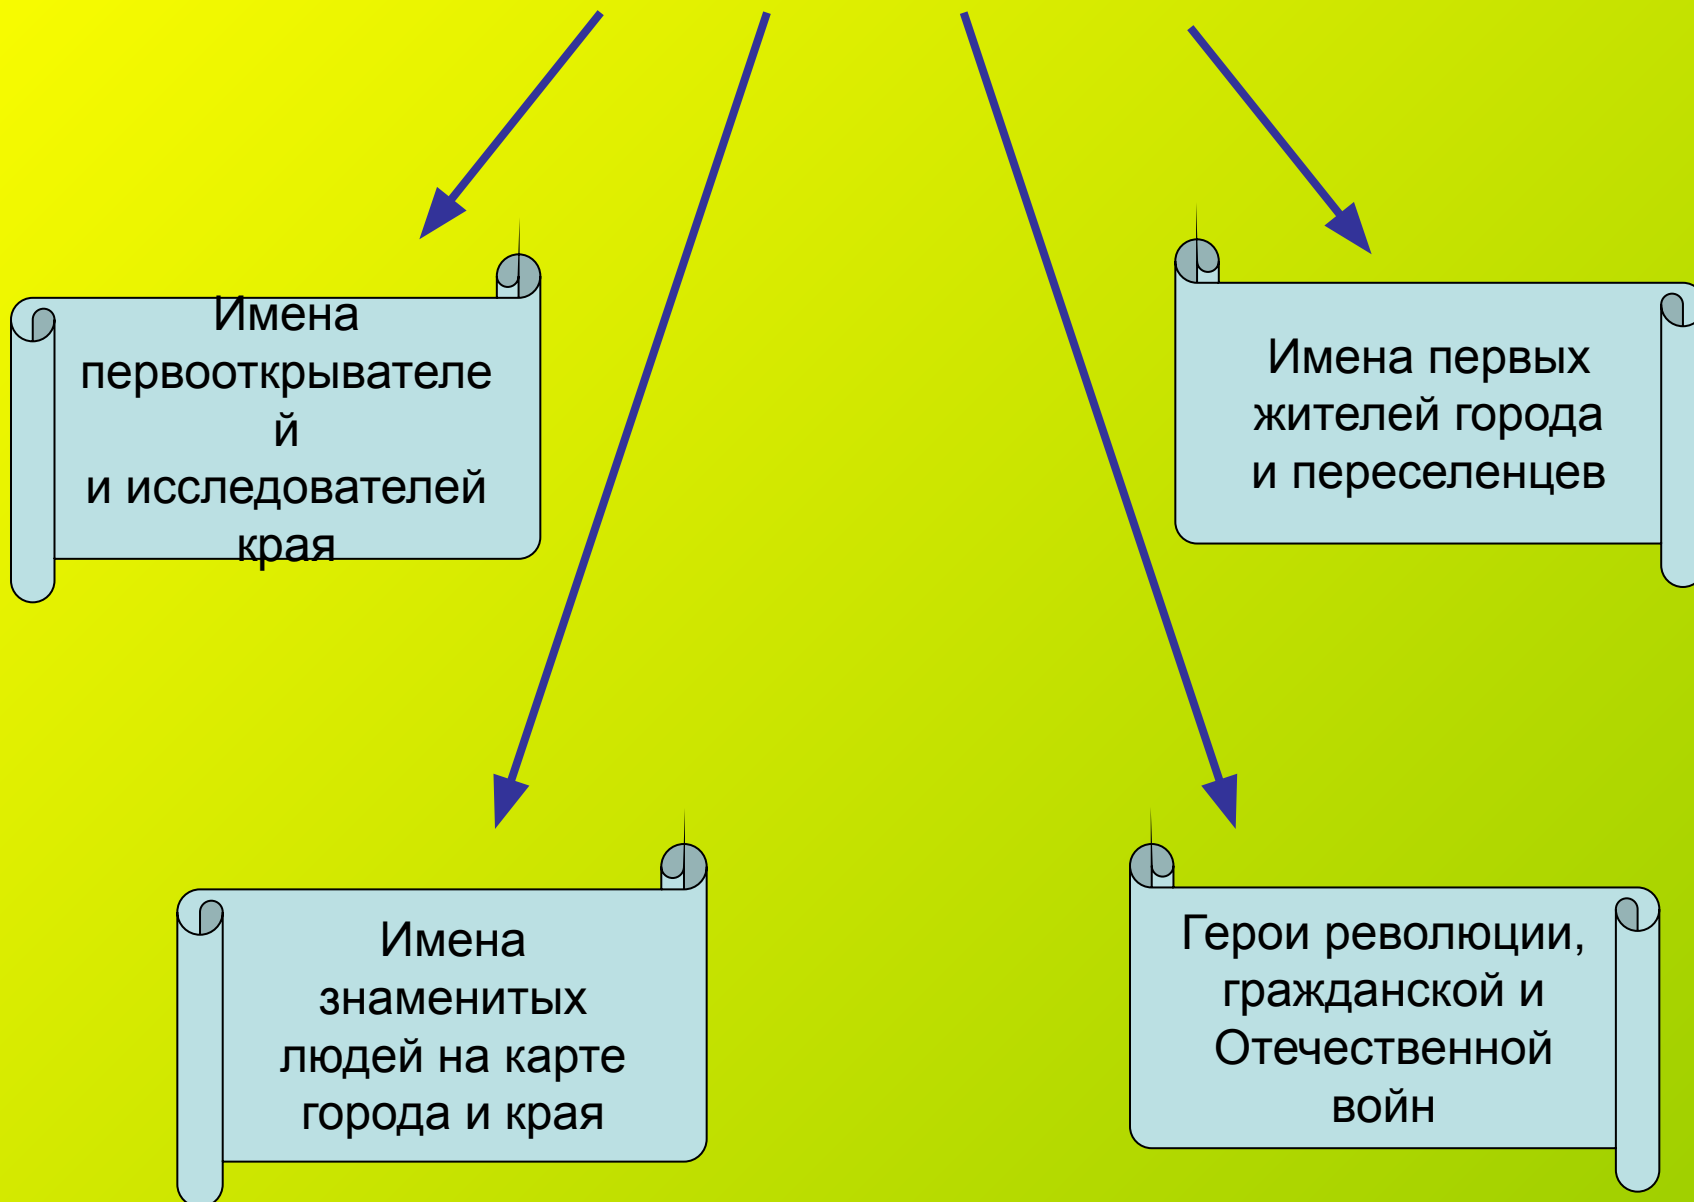 Имена
первооткрывателе
й
и исследователей
края
Имена первых
жителей города
и переселенцев
Имена
знаменитых
людей на карте
города и края
Герои революции,
гражданской и
Отечественной
войн